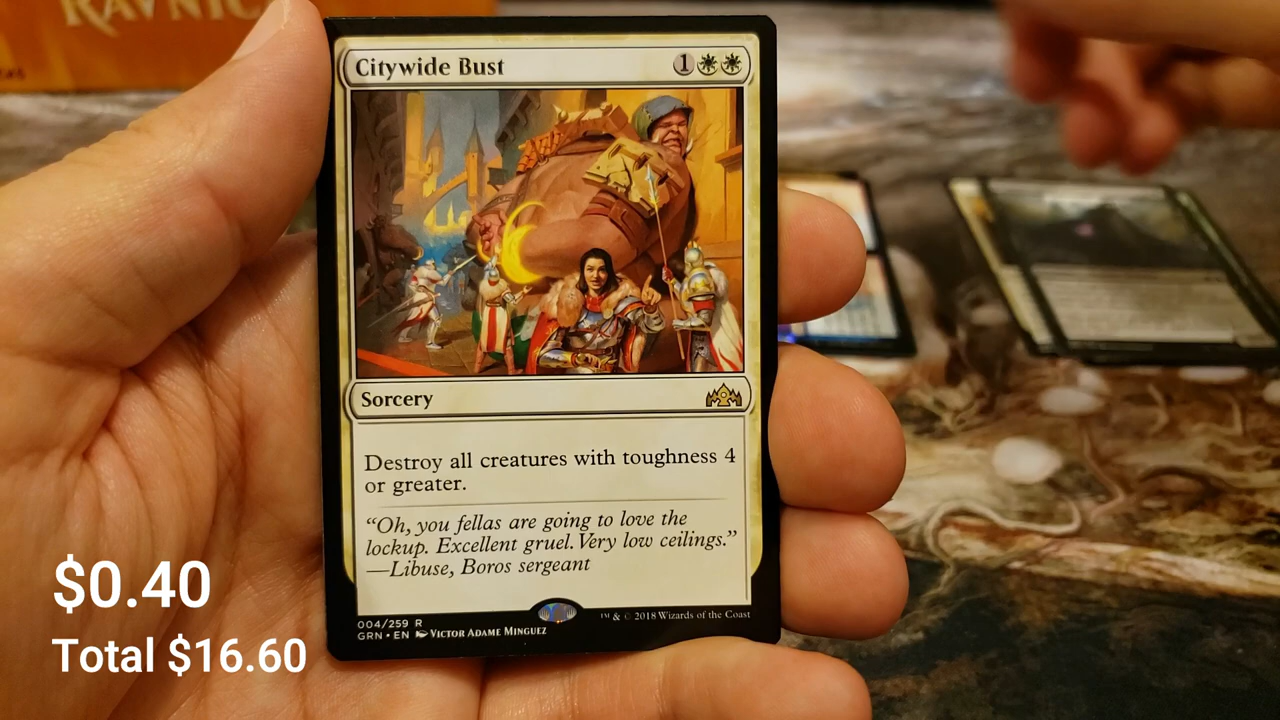 RAVNIC
Citywide Bust 1
Sorcery
Destroy all creatures with toughness 4
or greater.
“Oh, you fellas are going to love the
lockup. Excellent gruel. Very low ceilings.”
—Libuse, Boros sergeant
004/259 R
GRN • EN Victor Adame Minguez
™ & © 2018 Wizards of the Coast
$0.40
Total $16.60